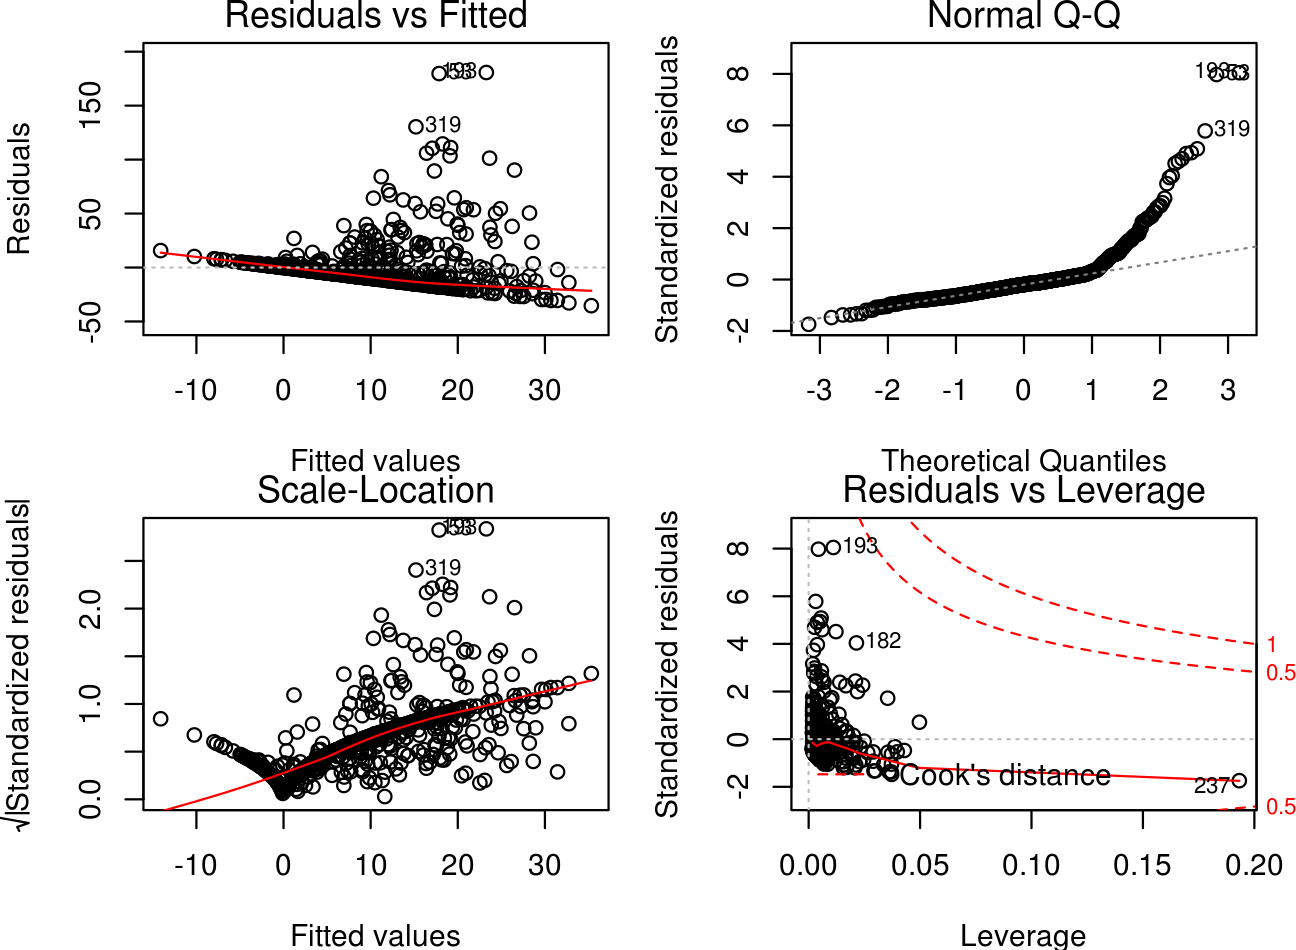 Residuals vs Fitted
Residuals
-50
50
150
193
319
-10 0 10 20 30
Fitted values
Normal Q-Q
Standardized residuals
-2 0 2 4 6 8
319
-3 -2 -1 0 1 2 3
Theoretical Quantiles
Scale-Location
√|Standardized residuals|
0.0 1.0 2.0
319
-10 0 10 20 30
Fitted values
Residuals vs Leverage
Standardized residuals
-2 0 2 4 6 8
193
182
237
Cook's distance
1
0.5
0.5
0.00 0.05 0.10 0.15 0.20
Leverage